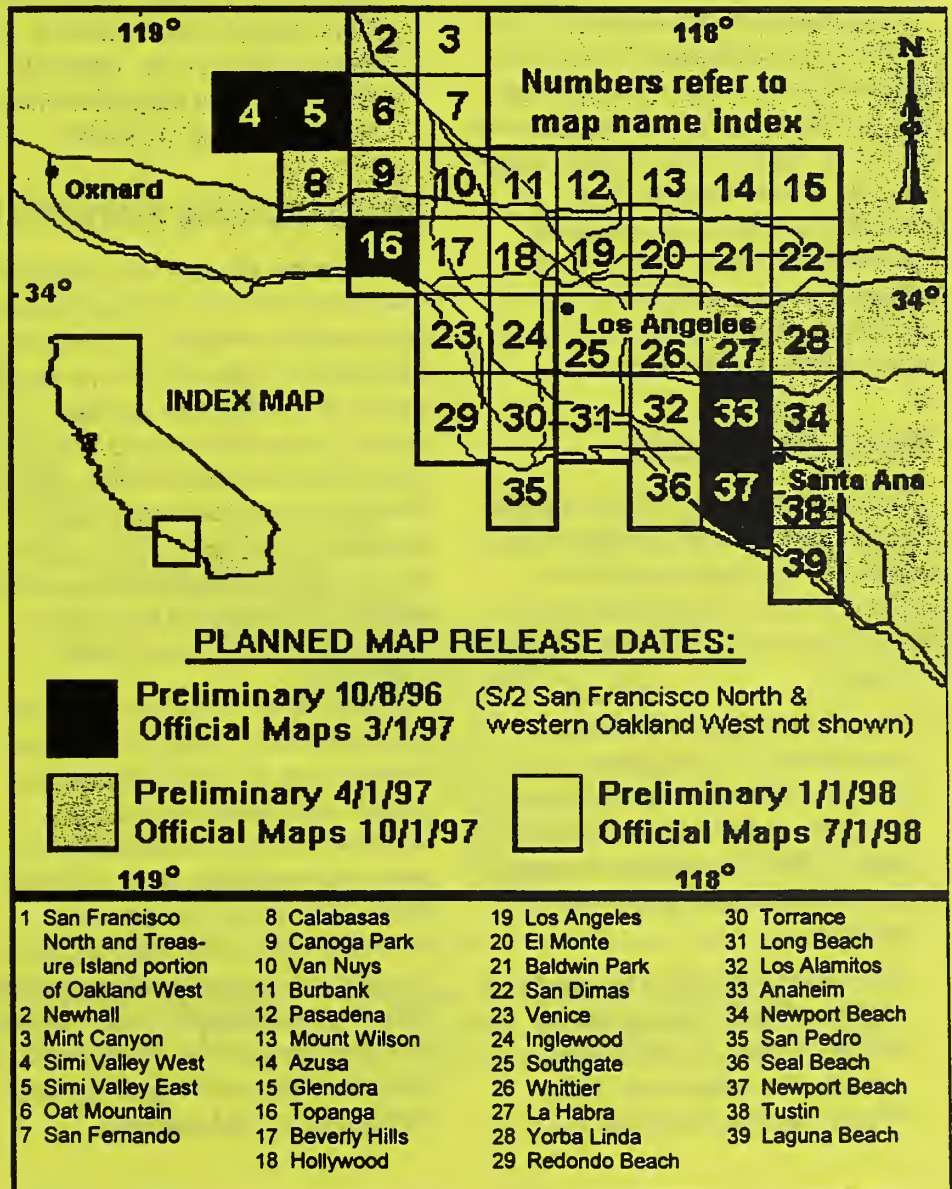 119° 118°
2 3
N
Numbers refer to
map name index
4 5 6 7
8 9 10 11 12 13 14 15
Oxnard
16 17 18 19 20 21 22
34° 34°
Los Angeles
23 24 25 26 27 28
INDEX MAP
29 30 31 32 33 34
Santa Ana
35 36 37 38
39
PLANNED MAP RELEASE DATES:
Preliminary 10/8/96 (S/2 San Francisco North &
Official Maps 3/1/97 western Oakland West not shown)
Preliminary 4/1/97
Official Maps 10/1/97
Preliminary 1/1/98
Official Maps 7/1/98
119° 118°
1 San Francisco
North and Treas-
ure Island portion
of Oakland West
2 Newhall
3 Mint Canyon
4 Simi Valley West
5 Simi Valley East
6 Oat Mountain
7 San Fernando
8 Calabasas
9 Canoga Park
10 Van Nuys
11 Burbank
12 Pasadena
13 Mount Wilson
14 Azusa
15 Glendora
16 Topanga
17 Beverly Hills
18 Hollywood
19 Los Angeles
20 El Monte
21 Baldwin Park
22 San Dimas
23 Venice
24 Inglewood
25 Southgate
26 Whittier
27 La Habra
28 Yorba Linda
29 Redondo Beach
30 Torrance
31 Long Beach
32 Los Alamitos
33 Anaheim
34 Newport Beach
35 San Pedro
36 Seal Beach
37 Newport Beach
38 Tustin
39 Laguna Beach